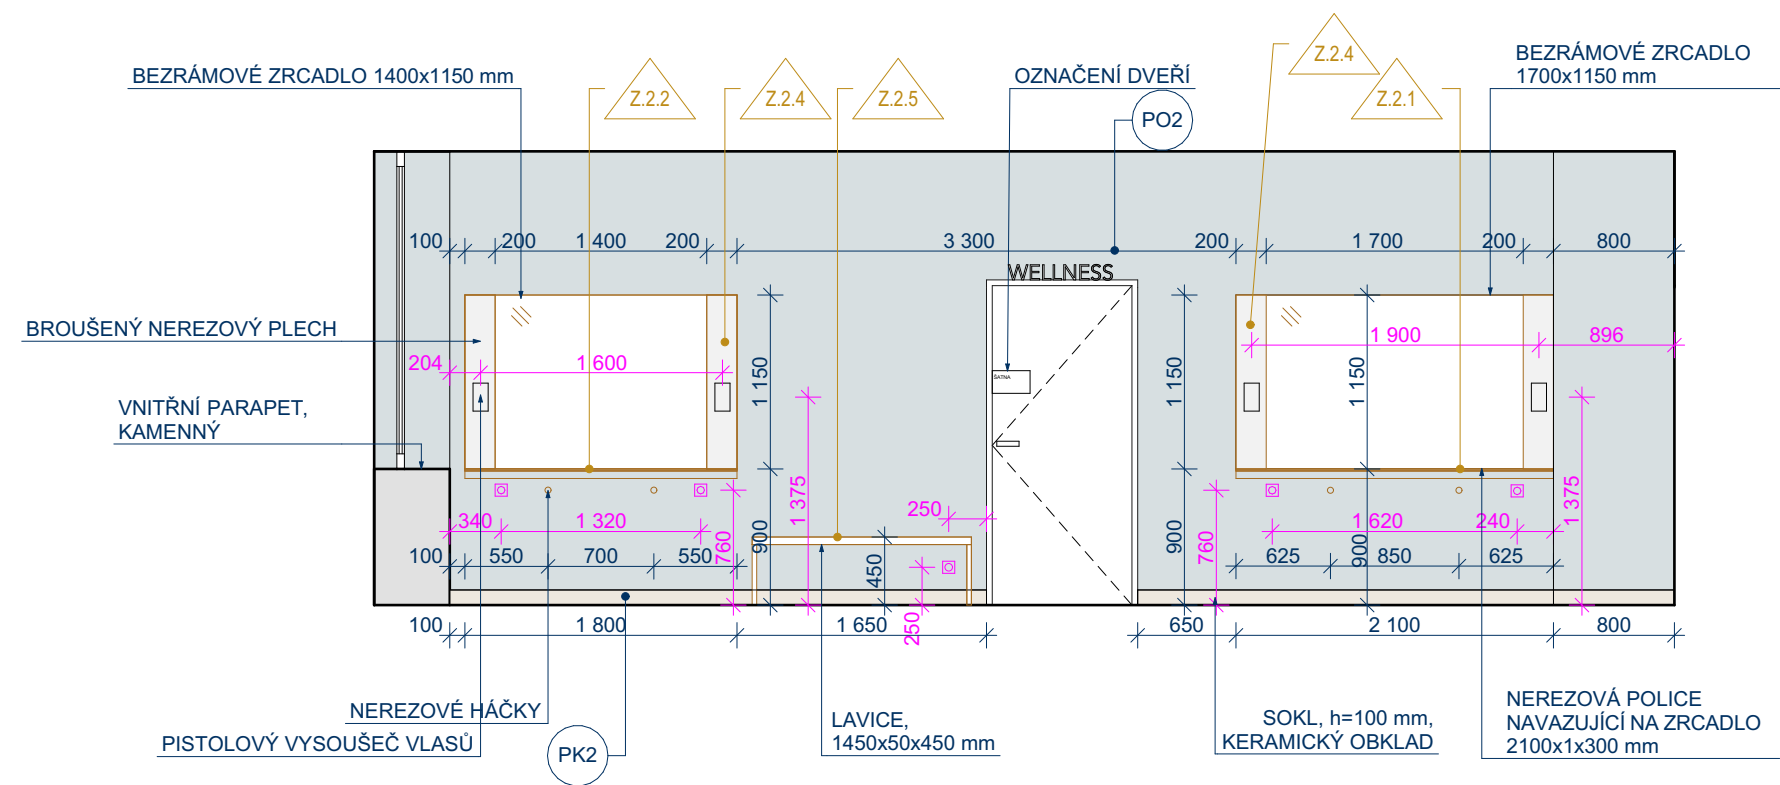 BEZRÁMOVÉ ZRCADLO 1400x1150 mm
Z.2.2
Z.2.4
Z.2.5
OZNAČENÍ DVEŘÍ
PO2
Z.2.4
Z.2.1
BEZRÁMOVÉ ZRCADLO
1700x1150 mm
100
200
1 400
200
3 300
200
1 700
200
800
WELLNESS
BROUŠENÝ NEREZOVÝ PLECH
204
1 600
1 150
1 150
1 900
1 150
896
ŠATNA
VNITŘNÍ PARAPET,
KAMENNÝ
340
1 320
760
900
1 375
250
450
250
900
760
1 620
900
240
1 375
100
550
700
550
625
850
625
100
1 800
1 650
650
2 100
800
NEREZOVÉ HÁČKY
PISTOLOVÝ VYSOUŠEČ VLASŮ
PK2
LAVICE,
1450x50x450 mm
SOKL, h=100 mm,
KERAMICKÝ OBKLAD
NEREZOVÁ POLICE
NAVAZUJÍCÍ NA ZRCADLO
2100x1x300 mm